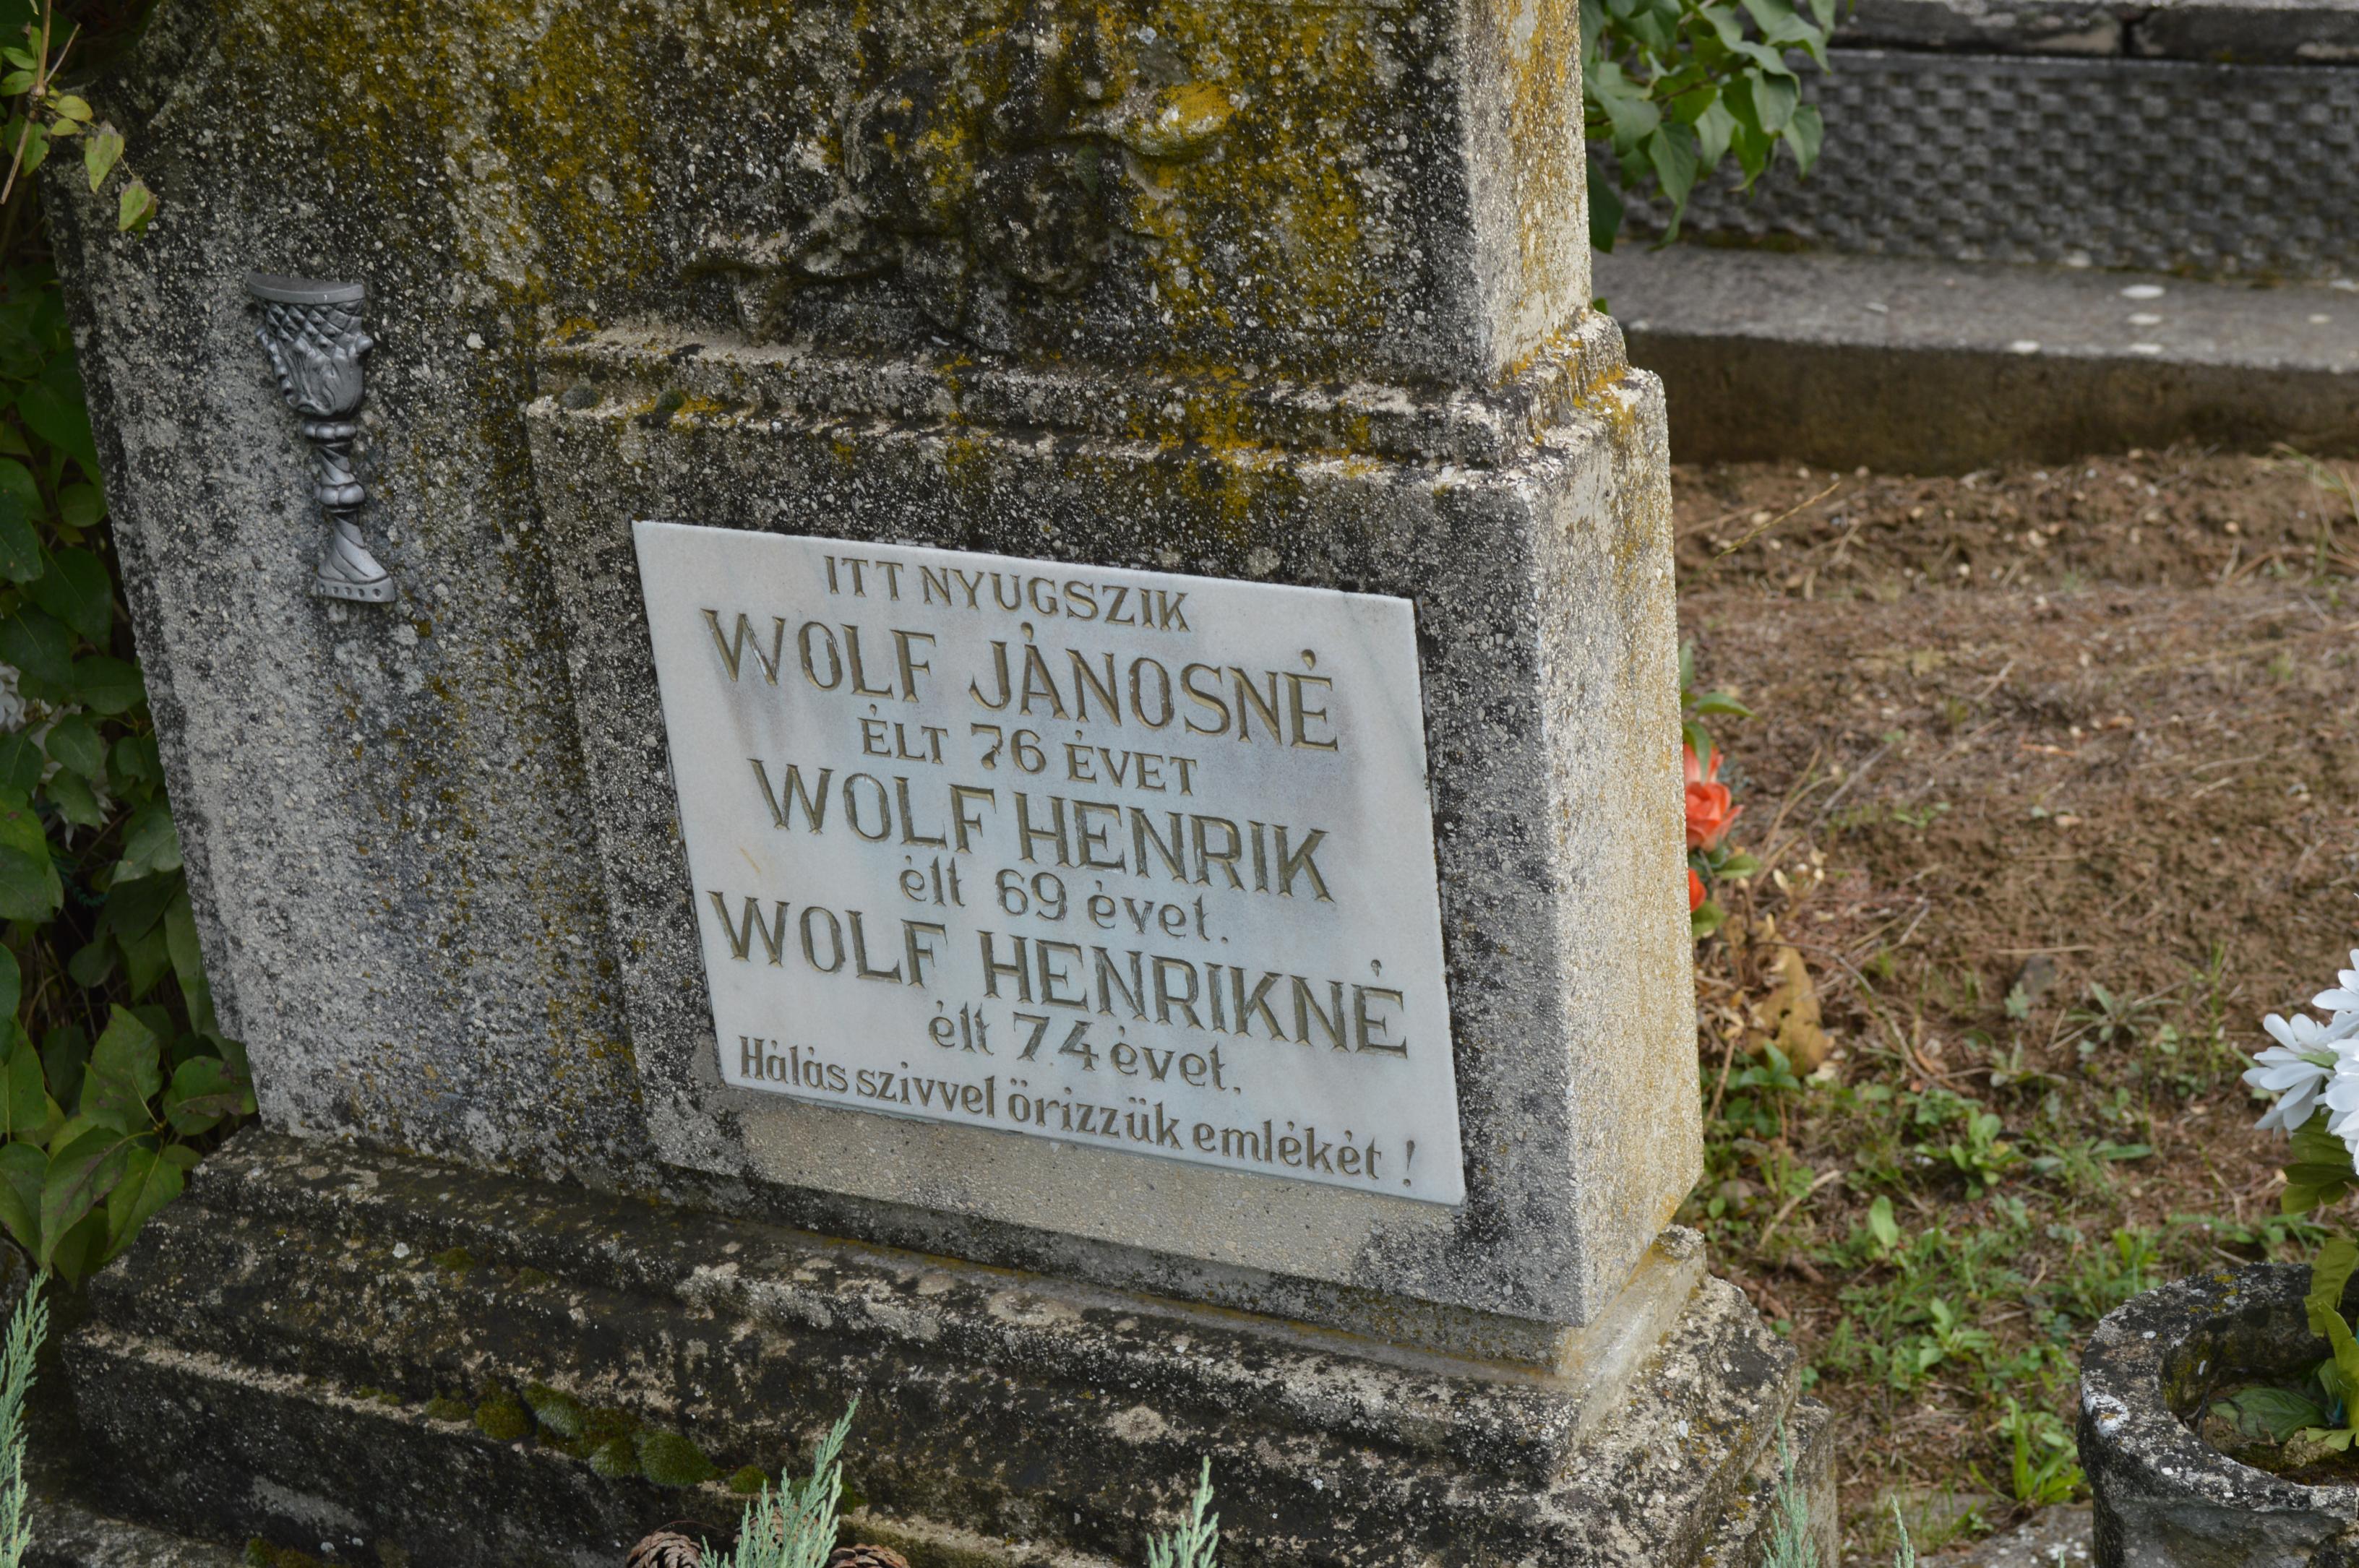 ITT NYUGSZIK
WOLF JÁNOSNÉ
ÉLT 76 ÉVET
WOLF HENRIK
élt 69 évet.
WOLF HENRIKNÉ
élt 74 évet.
Hálás szivvel örizzük emlékét !